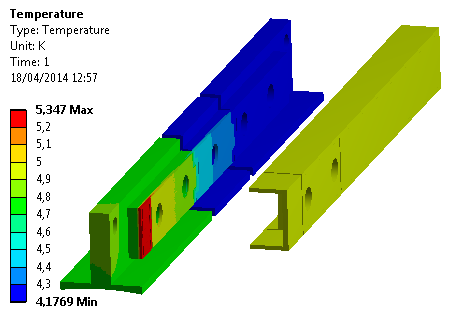 Temperature
Type: Temperature
Unit: K
Time: 1
18/04/2014 12:57
5,347 Max
5,2
5,1
5
4,9
4,8
4,7
4,6
4,5
4,4
4,3
4,1769 Min